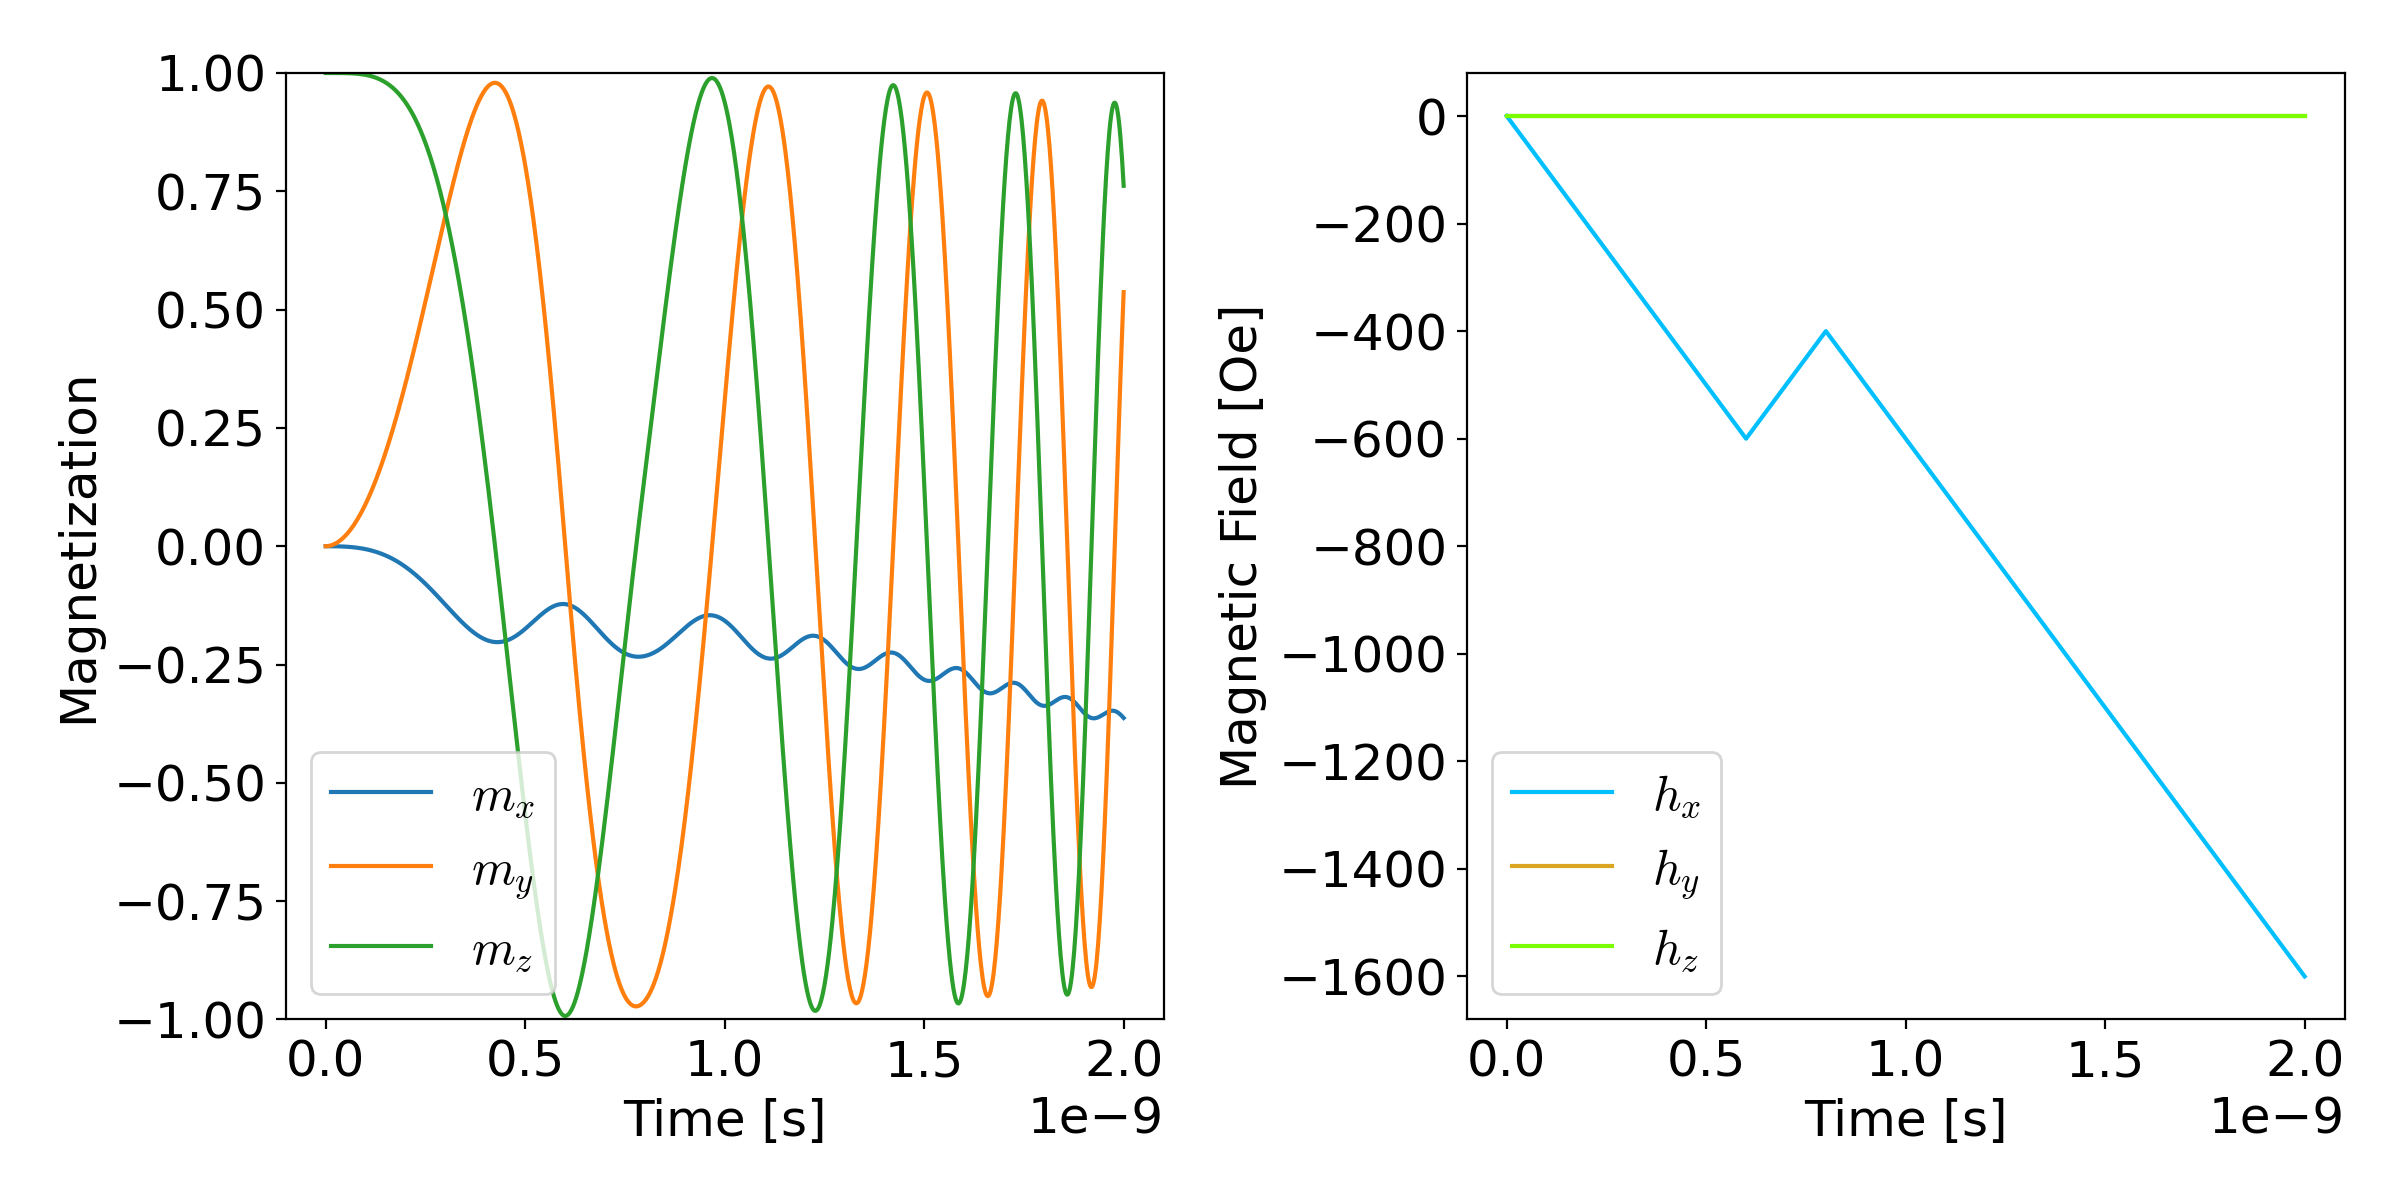 Magnetization
1.00
0.75
0.50
0.25
0.00
−0.25
−0.50
−0.75
−1.00
m_x
m_y
m_z
0.0 0.5 1.0 1.5 2.0
Time [s]
1e−9
Magnetic Field [Oe]
0
−200
−400
−600
−800
−1000
−1200
−1400
−1600
h_x
h_y
h_z
0.0 0.5 1.0 1.5 2.0
Time [s]
1e−9